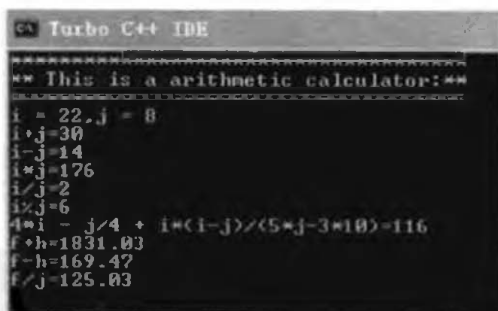 Turbo C++ IDE
** This is a arithmetic calculator:**
i = 22,j = 8
i+j=30
i-j=14
i*j=176
i/j=2
i%j=6
4*i - j/4 + i*(i-j)/(5*j-3*10)=116
f+h=1831.03
f-h=169.47
f/j=125.03